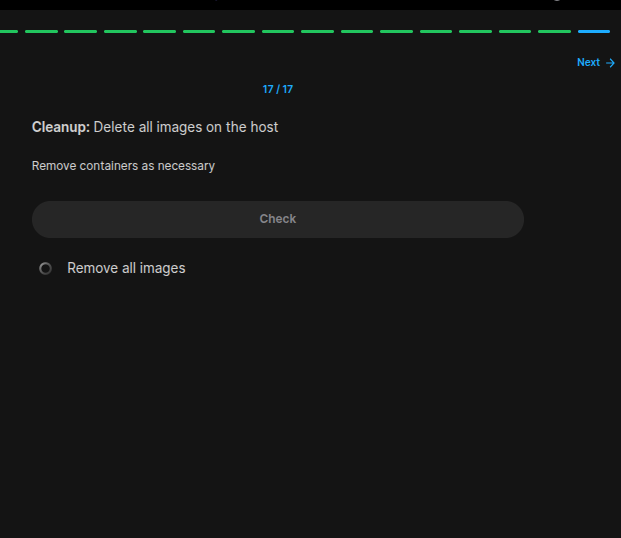 Next →
17 / 17
Cleanup: Delete all images on the host
Remove containers as necessary
Check
Remove all images